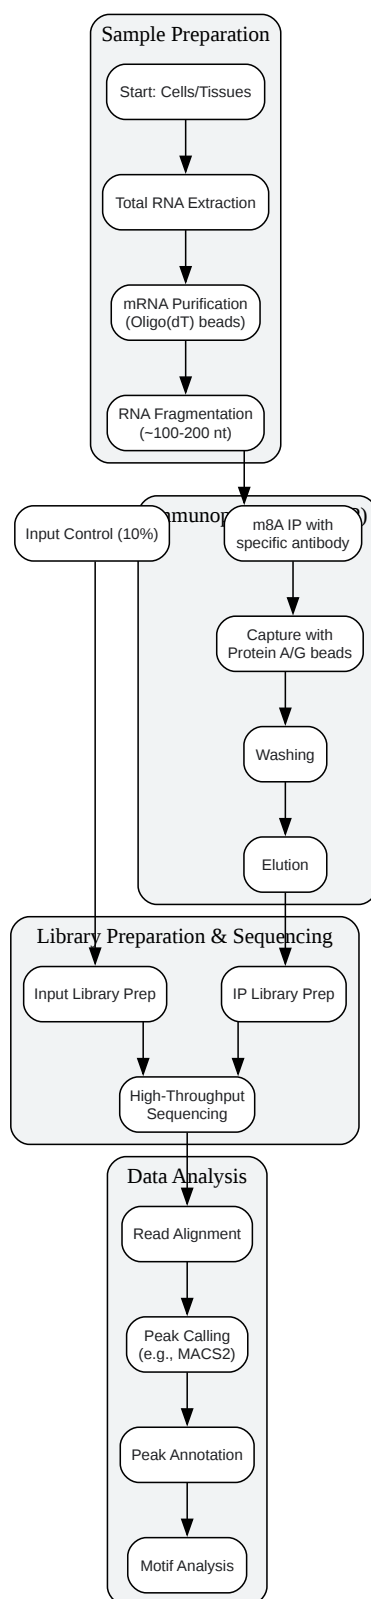 Sample Preparation
Start: Cells/Tissues
Total RNA Extraction
mRNA Purification
(Oligo(dT) beads)
RNA Fragmentation
(~100-200 nt)
Input Control (10%)
m8A IP with
specific antibody
Capture with
Protein A/G beads
Washing
Elution
Library Preparation & Sequencing
Input Library Prep
IP Library Prep
High-Throughput
Sequencing
Data Analysis
Read Alignment
Peak Calling
(e.g., MACS2)
Peak Annotation
Motif Analysis